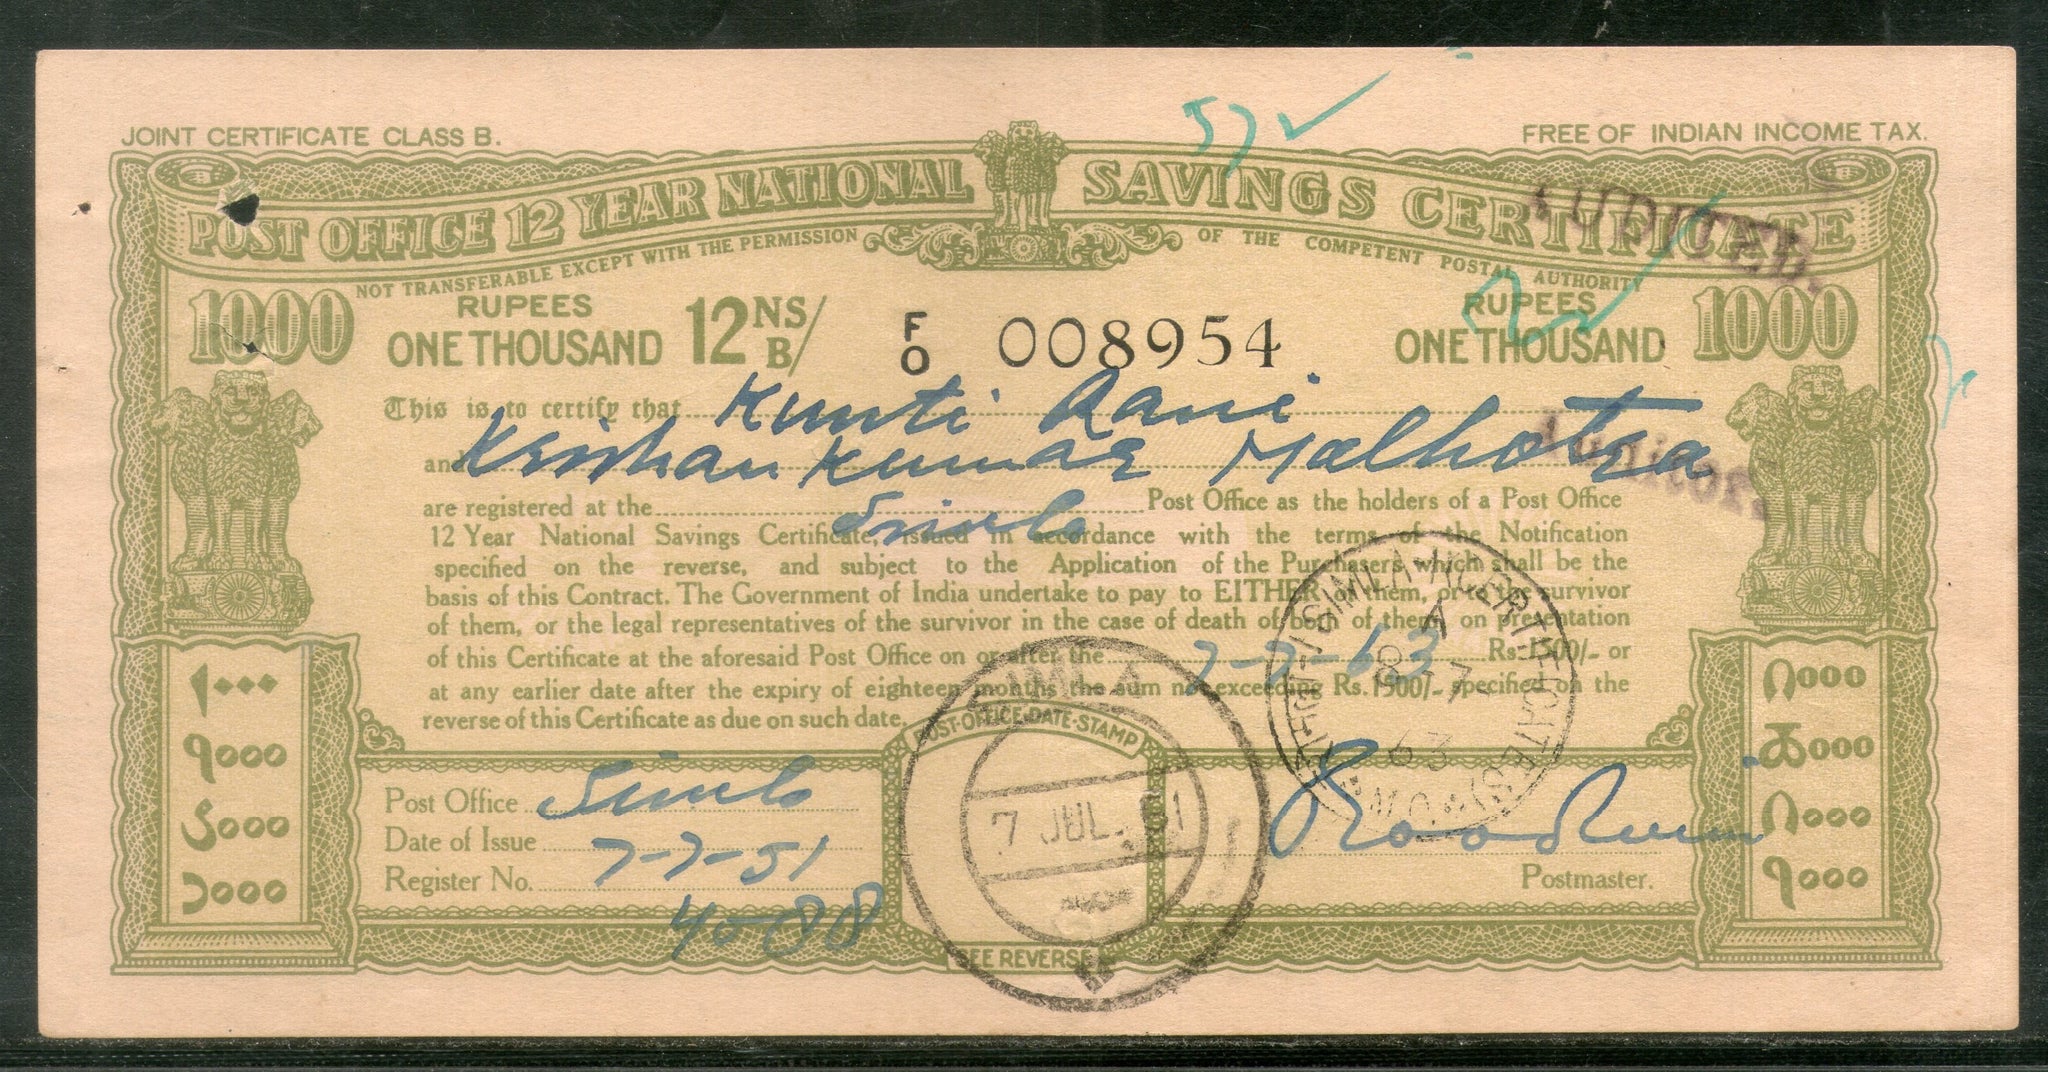 JOINT CERTIFICATE CLASS B.
FREE OF INDIAN INCOME TAX.
57 ✓
POST OFFICE 12 YEAR NATIONAL SAVINGS CERTIFICATE
AUDITED.
NOT TRANSFERABLE EXCEPT WITH THE PERMISSION OF THE COMPETENT POSTAL AUTHORITY
1000 RUPEES ONE THOUSAND 12 NS/B/ F/O 008954 RUPEES ONE THOUSAND 1000
This is to certify that Kunti Rani
and Krishan Kumar Malhotra
Auditor
are registered at the Simla Post Office as the holders of a Post Office
12 Year National Savings Certificate, issued in accordance with the terms of the Notification
specified on the reverse, and subject to the Application of the Purchasers which shall be the
basis of this Contract. The Government of India undertake to pay to EITHER of them, or the survivor
of them, or the legal representatives of the survivor in the case of death of both of them, on presentation
of this Certificate at the aforesaid Post Office on or after the 7-7-63 Rs. 1500/- or
at any earlier date after the expiry of eighteen months the sum not exceeding Rs. 1500/- specified on the
reverse of this Certificate as due on such date.
१०००
৭০০০
POST·OFFICE·DATE·STAMP
SIMLA
7 JUL. 51
SIMLA
8 7
63
Post Office Simla
Date of Issue 7-7-51
Register No. 4088
Postmaster.
SEE REVERSE